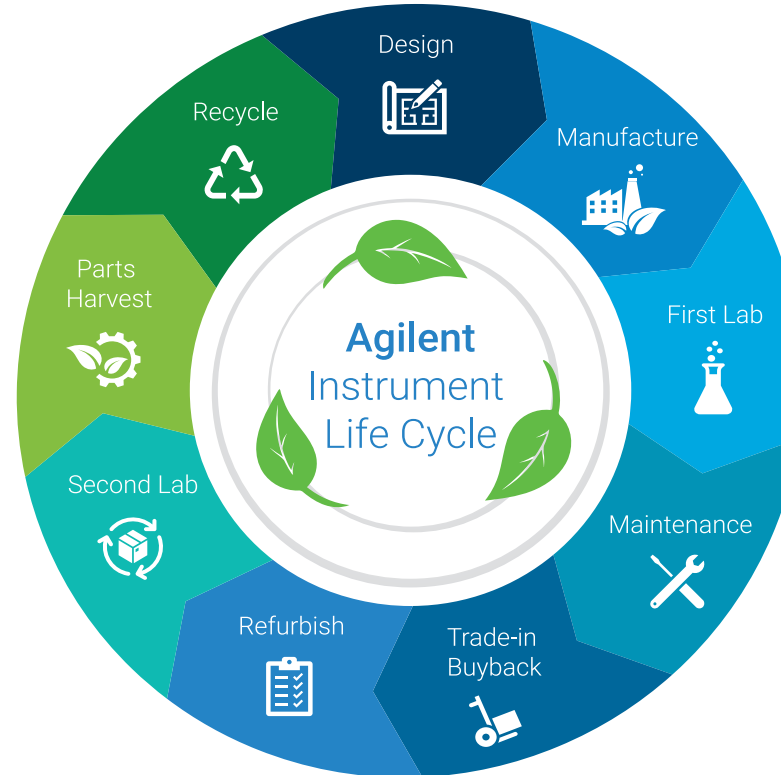 Design
Manufacture
First Lab
Maintenance
Trade-in
Buyback
Refurbish
Second Lab
Parts
Harvest
Recycle
Agilent
Instrument
Life Cycle